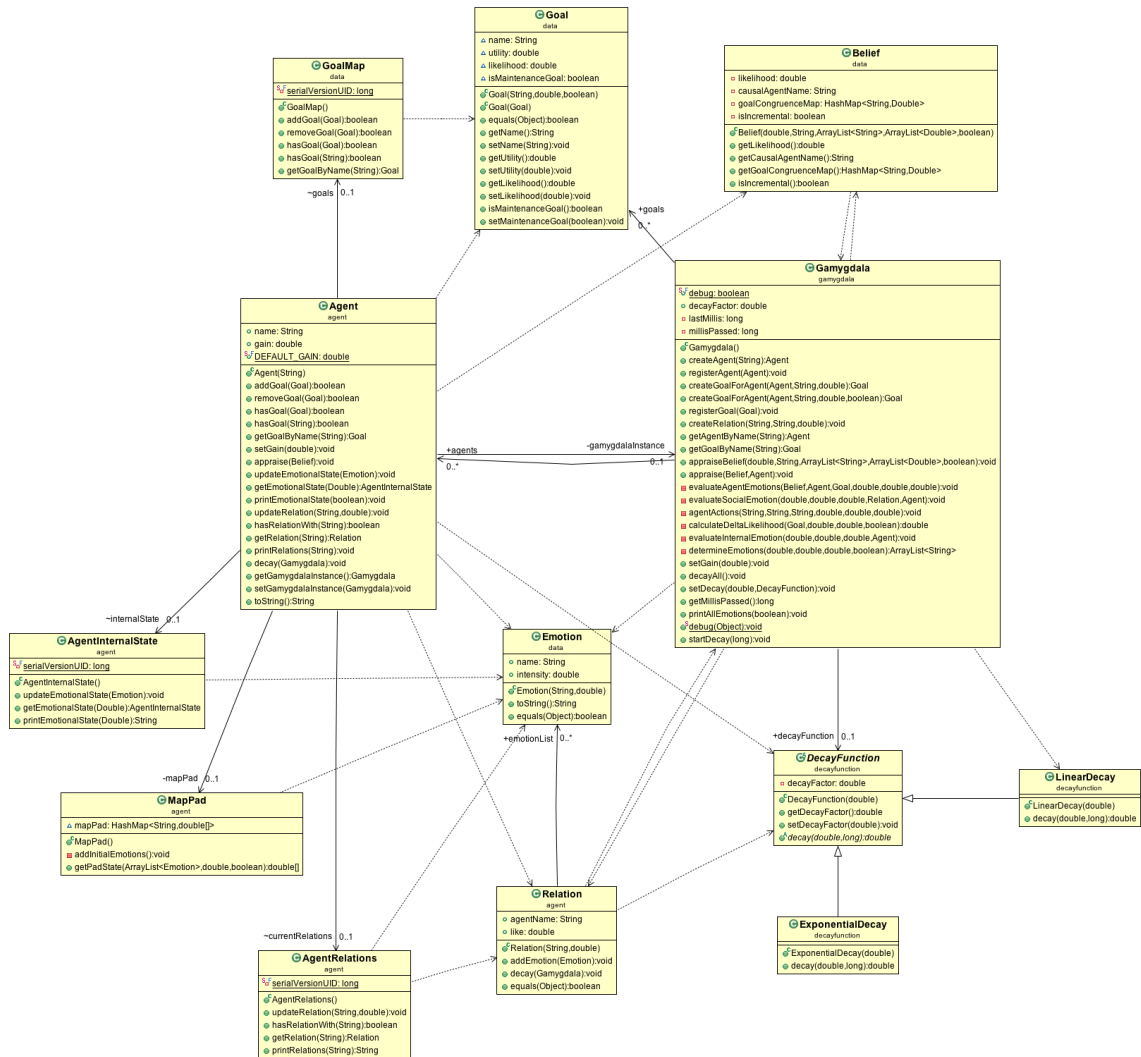 Goal
data
name: String
utility: double
likelihood: double
isMaintenanceGoal: boolean
Goal(String,double,boolean)
Goal(Goal)
equals(Object):boolean
getName():String
setName(String):void
getUtility():double
setUtility(double):void
getLikelihood():double
setLikelihood(double):void
isMaintenanceGoal():boolean
setMaintenanceGoal(boolean):void
GoalMap
data
serialVersionUID: long
GoalMap()
addGoal(Goal):boolean
removeGoal(Goal):boolean
hasGoal(Goal):boolean
hasGoal(String):boolean
getGoalByName(String):Goal
Belief
data
likelihood: double
causalAgentName: String
goalCongruenceMap: HashMap<String,Double>
isIncremental: boolean
Belief(double,String,ArrayList<String>,ArrayList<Double>,boolean)
getLikelihood():double
getCausalAgentName():String
getGoalCongruenceMap():HashMap<String,Double>
isIncremental():boolean
~goals
0..1
+goals
0..*
Gamygdala
gamygdala
debug: boolean
decayFactor: double
lastMillis: long
millisPassed: long
Gamygdala()
createAgent(String):Agent
registerAgent(Agent):void
createGoalForAgent(Agent,String,double):Goal
createGoalForAgent(Agent,String,double,boolean):Goal
registerGoal(Goal):void
createRelation(String,String,double):void
getAgentByName(String):Agent
getGoalByName(String):Goal
appraiseBelief(double,String,ArrayList<String>,ArrayList<Double>,boolean):void
appraise(Belief,Agent):void
evaluateAgentEmotions(Belief,Agent,Goal,double,double,double):void
evaluateSocialEmotion(double,double,double,Relation,Agent):void
agentActions(String,String,String,double,double,double):void
calculateDeltaLikelihood(Goal,double,double,boolean):double
evaluateInternalEmotion(double,double,double,Agent):void
determineEmotions(double,double,double,boolean):ArrayList<String>
setGain(double):void
decayAll():void
setDecay(double,DecayFunction):void
getMillisPassed():long
printAllEmotions(boolean):void
debug(Object):void
startDecay(long):void
Agent
agent
name: String
gain: double
DEFAULT_GAIN: double
Agent(String)
addGoal(Goal):boolean
removeGoal(Goal):boolean
hasGoal(Goal):boolean
hasGoal(String):boolean
getGoalByName(String):Goal
setGain(double):void
appraise(Belief):void
updateEmotionalState(Emotion):void
getEmotionalState(Double):AgentInternalState
printEmotionalState(boolean):void
updateRelation(String,double):void
hasRelationWith(String):boolean
getRelation(String):Relation
printRelations(String):void
decay(Gamygdala):void
getGamygdalaInstance():Gamygdala
setGamygdalaInstance(Gamygdala):void
toString():String
+agents
0..*
-gamygdalaInstance
0..1
~internalState
0..1
AgentInternalState
agent
serialVersionUID: long
AgentInternalState()
updateEmotionalState(Emotion):void
getEmotionalState(Double):AgentInternalState
printEmotionalState(Double):String
Emotion
data
name: String
intensity: double
Emotion(String,double)
toString():String
equals(Object):boolean
+emotionList
0..*
+decayFunction
0..1
DecayFunction
decayfunction
decayFactor: double
DecayFunction(double)
getDecayFactor():double
setDecayFactor(double):void
decay(double,long):double
LinearDecay
decayfunction
LinearDecay(double)
decay(double,long):double
-mapPad
0..1
MapPad
agent
mapPad: HashMap<String,double[]>
MapPad()
addInitialEmotions():void
getPadState(ArrayList<Emotion>,double,boolean):double[]
Relation
agent
agentName: String
like: double
Relation(String,double)
addEmotion(Emotion):void
decay(Gamygdala):void
equals(Object):boolean
ExponentialDecay
decayfunction
ExponentialDecay(double)
decay(double,long):double
~currentRelations
0..1
AgentRelations
agent
serialVersionUID: long
AgentRelations()
updateRelation(String,double):void
hasRelationWith(String):boolean
getRelation(String):Relation
printRelations(String):String